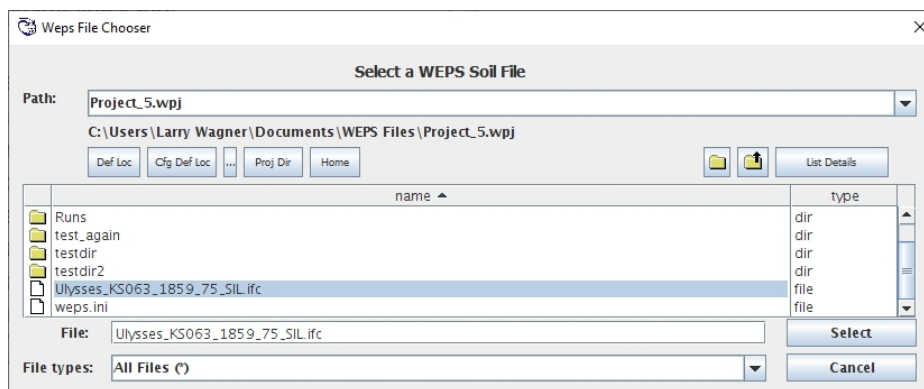 Weps File Chooser
Select a WEPS Soil File
Path: Project_5.wpj
C:\Users\Larry Wagner\Documents\WEPS Files\Project_5.wpj
Def Loc Cfg Def Loc ... Proj Dir Home List Details
name type
Runs dir
test_again dir
testdir dir
testdir2 dir
Ulysses_KS063_1859_75_SIL.ifc file
weps.ini file
File: Ulysses_KS063_1859_75_SIL.ifc Select
File types: All Files (*) Cancel